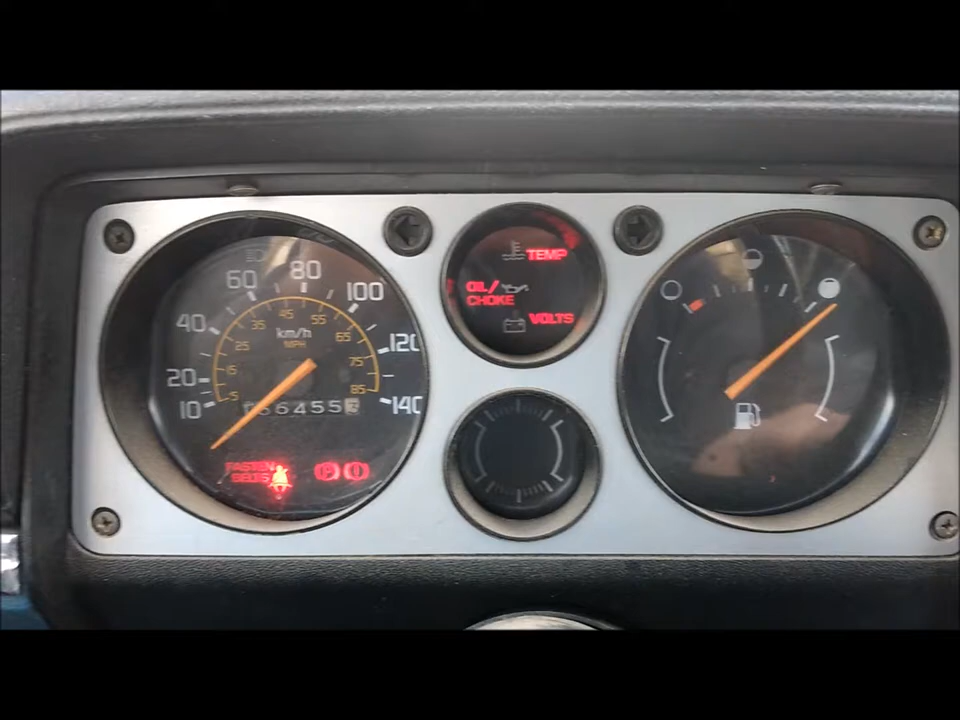 60 80
40 100
20 120
10 140
45 55
35 65
25 75
15 85
5
km/h
MPH
36455
FASTEN
BELTS
P
TEMP
OIL/
CHOKE
VOLTS